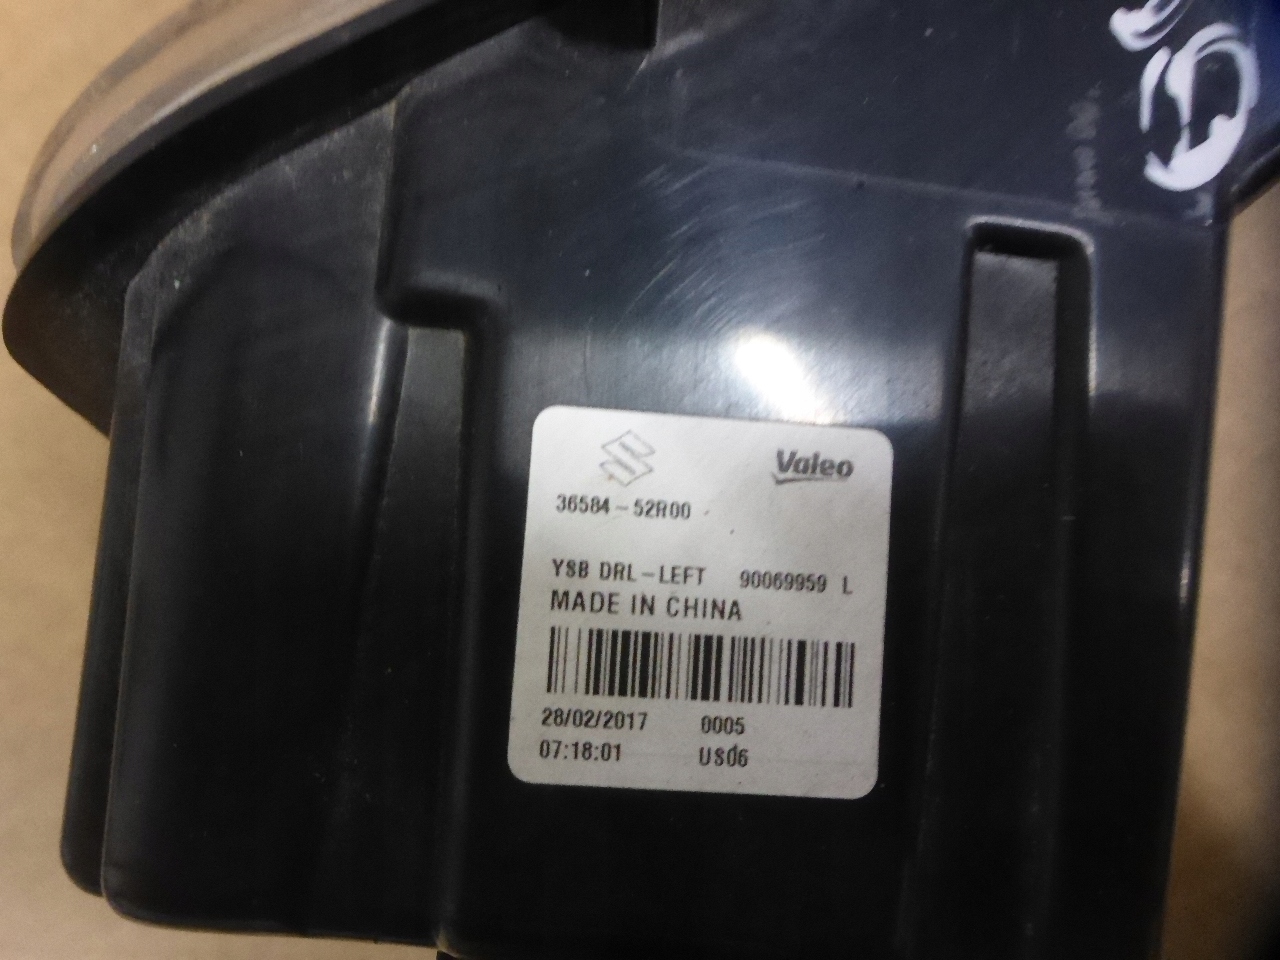 Valeo
36584-52R00
YSB DRL-LEFT 90069959 L
MADE IN CHINA
28/02/2017 0005
07:18:01 US06